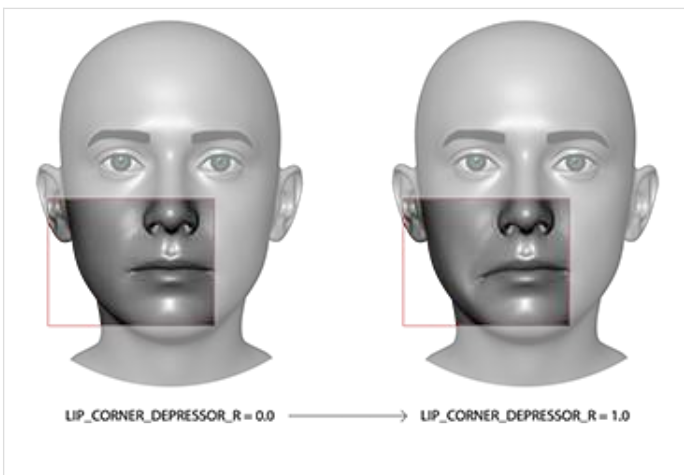 LIP_CORNER_DEPRESSOR_R = 0.0
LIP_CORNER_DEPRESSOR_R = 1.0